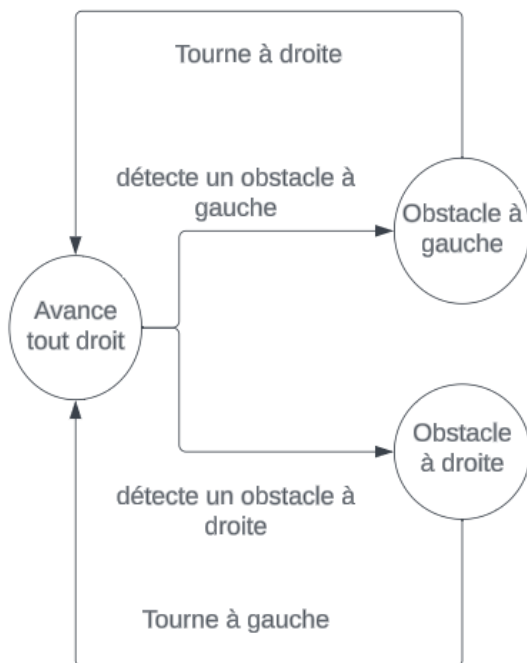 Tourne à droite
détecte un obstacle à
gauche
Obstacle à
gauche
Avance
tout droit
Obstacle
à droite
détecte un obstacle à
droite
Tourne à gauche